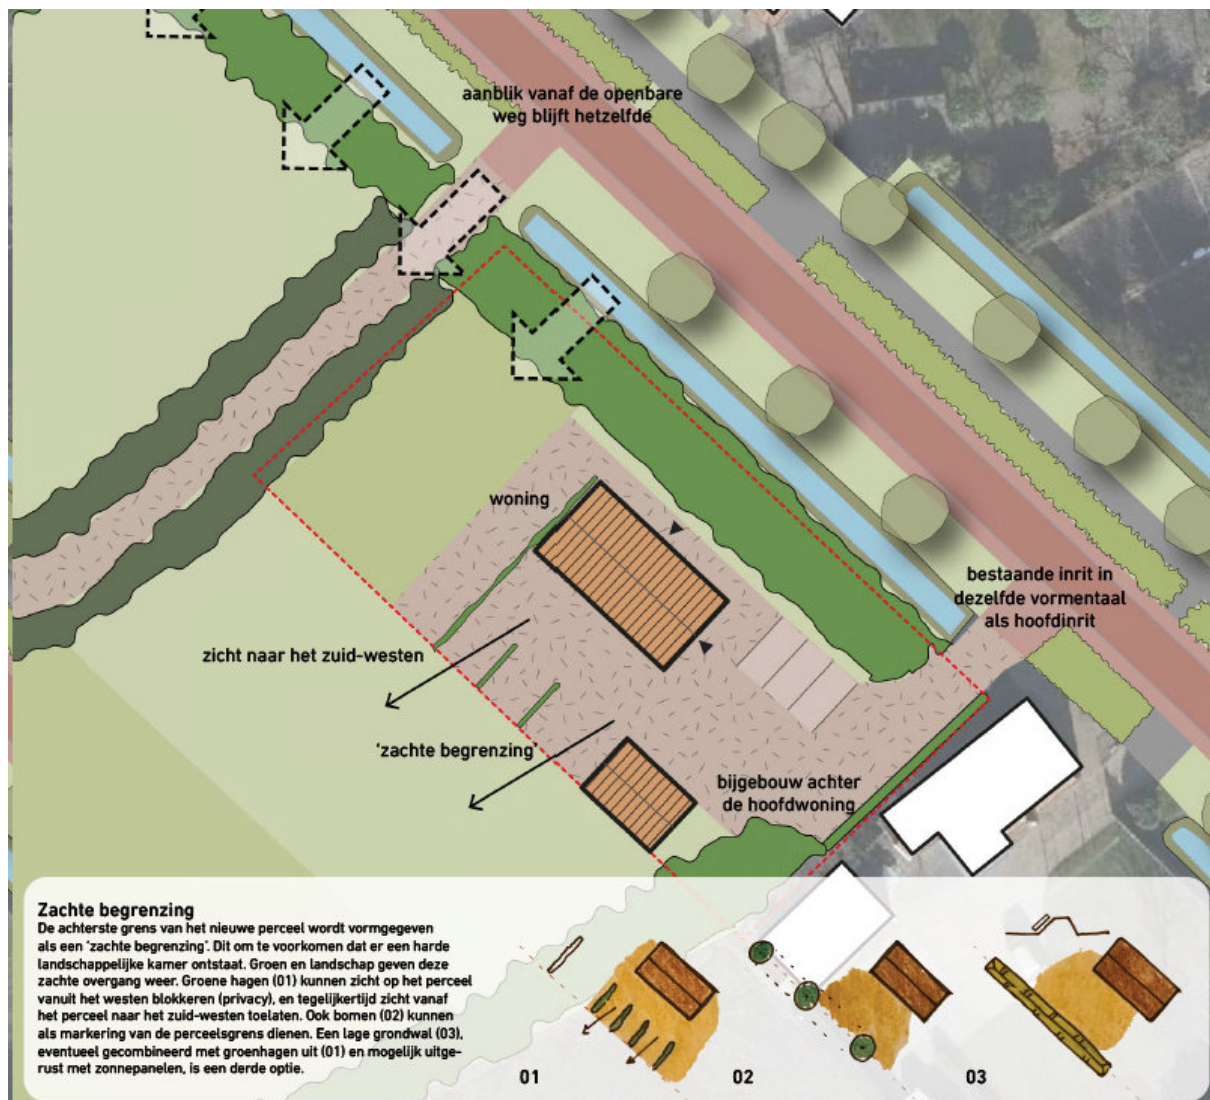 aanblik vanaf de openbare
weg blijft hetzelfde
woning
bestaande inrit in
dezelfde vormentaal
als hoofdinrit
zicht naar het zuid-westen
'zachte begrenzing'
bijgebouw achter
de hoofdwoning
Zachte begrenzing
De achterste grens van het nieuwe perceel wordt vormgegeven
als een 'zachte begrenzing'. Dit om te voorkomen dat er een harde
landschappelijke kamer ontstaat. Groen en landschap geven deze
zachte overgang weer. Groene hagen (01) kunnen zicht op het perceel
vanuit het westen blokkeren (privacy), en tegelijkertijd zicht vanaf
het perceel naar het zuid-westen toelaten. Ook bomen (02) kunnen
als markering van de perceelsgrens dienen. Een lage grondwal (03),
eventueel gecombineerd met groenhagen uit (01) en mogelijk uitge-
rust met zonnepanelen, is een derde optie.
01
02
03